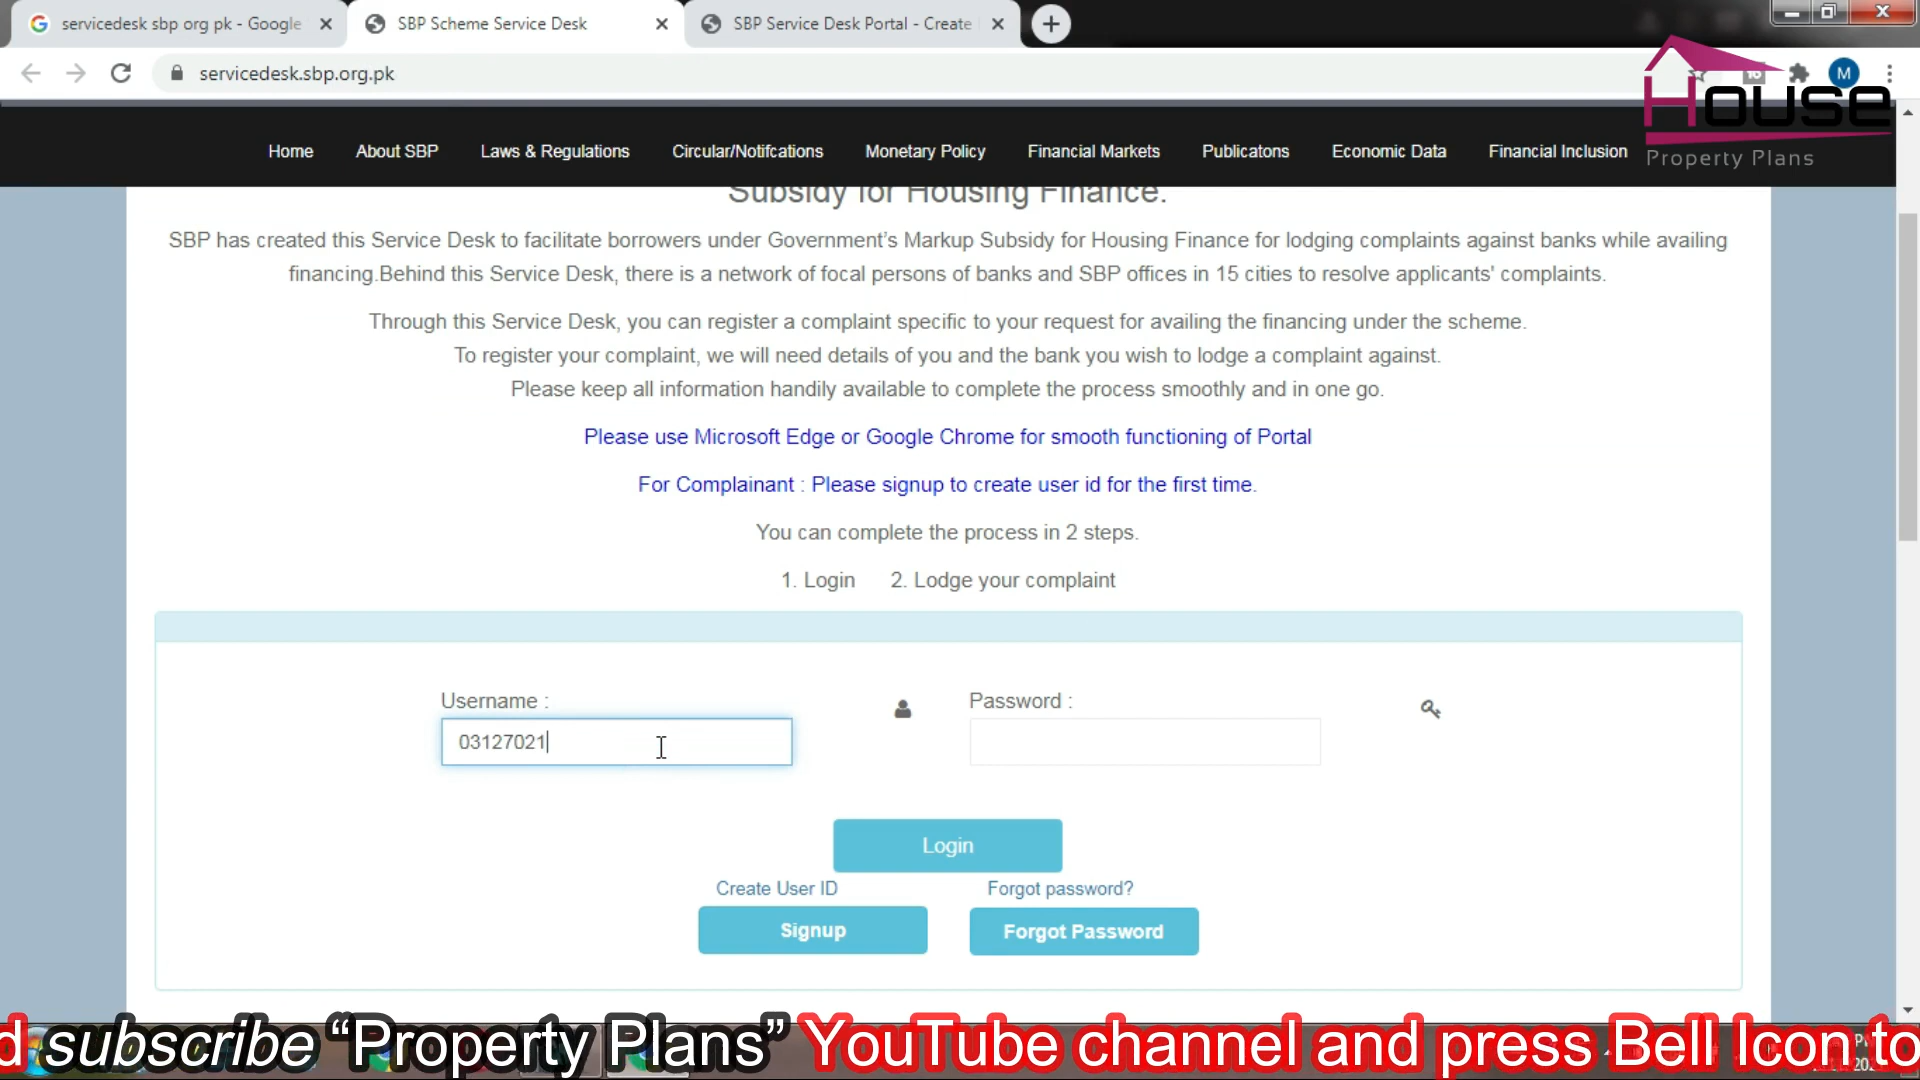 servicedesk sbp org pk - Google
SBP Scheme Service Desk
SBP Service Desk Portal - Create
servicedesk.sbp.org.pk
M
House
Property Plans
Home About SBP Laws & Regulations Circular/Notifcations Monetary Policy Financial Markets Publicatons Economic Data Financial Inclusion
Subsidy for Housing Finance.
SBP has created this Service Desk to facilitate borrowers under Government's Markup Subsidy for Housing Finance for lodging complaints against banks while availing
financing.Behind this Service Desk, there is a network of focal persons of banks and SBP offices in 15 cities to resolve applicants' complaints.
Through this Service Desk, you can register a complaint specific to your request for availing the financing under the scheme.
To register your complaint, we will need details of you and the bank you wish to lodge a complaint against.
Please keep all information handily available to complete the process smoothly and in one go.
Please use Microsoft Edge or Google Chrome for smooth functioning of Portal
For Complainant : Please signup to create user id for the first time.
You can complete the process in 2 steps.
1. Login 2. Lodge your complaint
Username :
Password :
03127021
Login
Create User ID
Forgot password?
Signup
Forgot Password
d subscribe “Property Plans” YouTube channel and press Bell Icon to